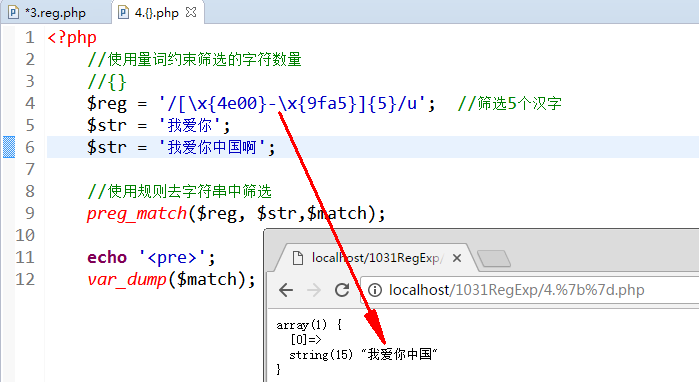 *3.reg.php 4.{}.php
1 <?php
2 //使用量词约束筛选的字符数量
3 //{}
4 $reg = '/[\x{4e00}-\x{9fa5}]{5}/u'; //筛选5个汉字
5 $str = '我爱你';
6 $str = '我爱你中国啊';
7
8 //使用规则去字符串中筛选
9 preg_match($reg, $str,$match);
10
11 echo '<pre>';
12 var_dump($match);
localhost/1031RegExp/
localhost/1031RegExp/4.%7b%7d.php
array(1) {
[0]=>
string(15) "我爱你中国"
}